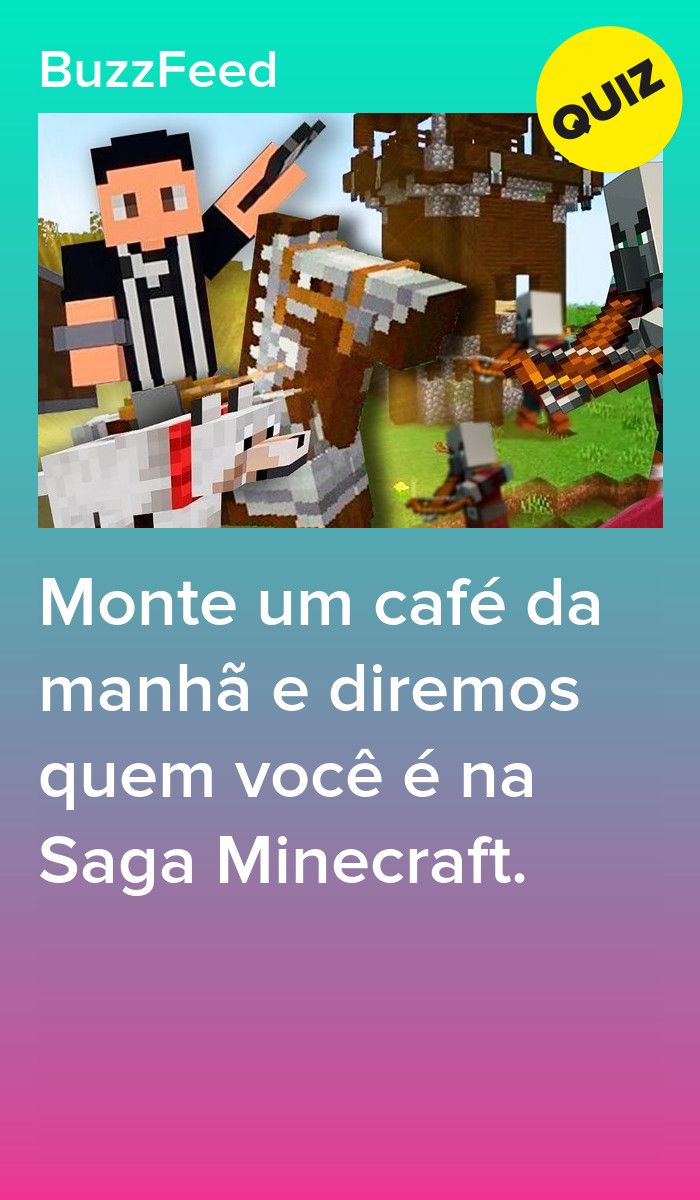 BuzzFeed
QUIZ
Monte um café da
manhã e diremos
quem você é na
Saga Minecraft.